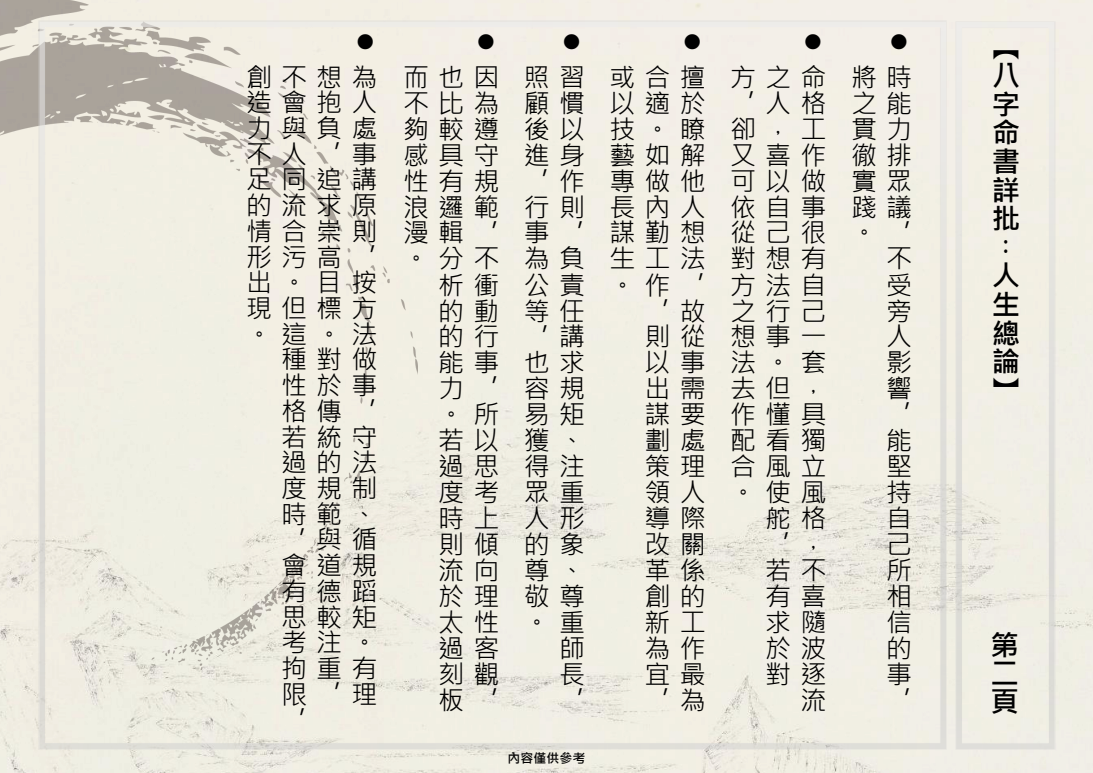 【八字命書詳批：人生總論】　第二頁
● 時能力排眾議，不受旁人影響，能堅持自己所相信的事，
將之貫徹實踐。
● 命格工作做事很有自己一套﹒具獨立風格﹒不喜隨波逐流
之人﹒喜以自己想法行事。但懂看風使舵，若有求於對
方，卻又可依從對方之想法去作配合。
● 擅於瞭解他人想法，故從事需要處理人際關係的工作最為
合適。如做內勤工作，則以出謀劃策領導改革創新為宜，
或以技藝專長謀生。
● 習慣以身作則，負責任講求規矩、注重形象、尊重師長，
照顧後進，行事為公等，也容易獲得眾人的尊敬。
● 因為遵守規範，不衝動行事，所以思考上傾向理性客觀，
也比較具有邏輯分析的的能力。若過度時則流於太過刻板
而不夠感性浪漫。
● 為人處事講原則，按方法做事，守法制、循規蹈矩。有理
想抱負，追求崇高目標。對於傳統的規範與道德較注重，
不會與人同流合污。但這種性格若過度時，會有思考拘限，
創造力不足的情形出現。
內容僅供參考